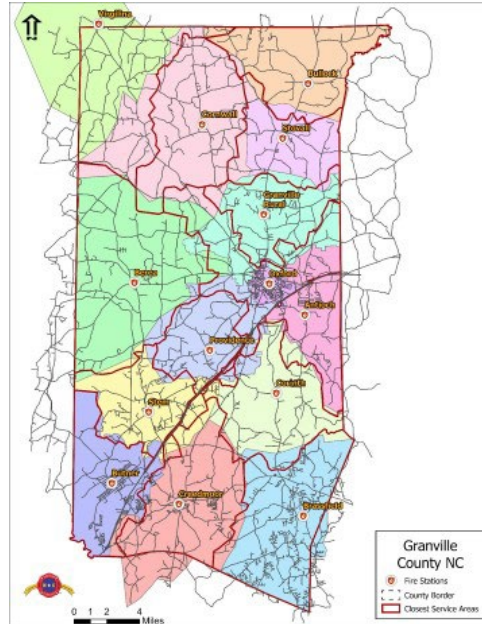 Virgilina
Bullock
Cornwall
Stovall
Granville
Rural
Oxford
Berea
Antioch
Providence
Corinth
Stem
Butner
Creedmoor
Brassfield
Granville
County NC
Fire Stations
County Border
Closest Service Areas
0 1 2 4
Miles